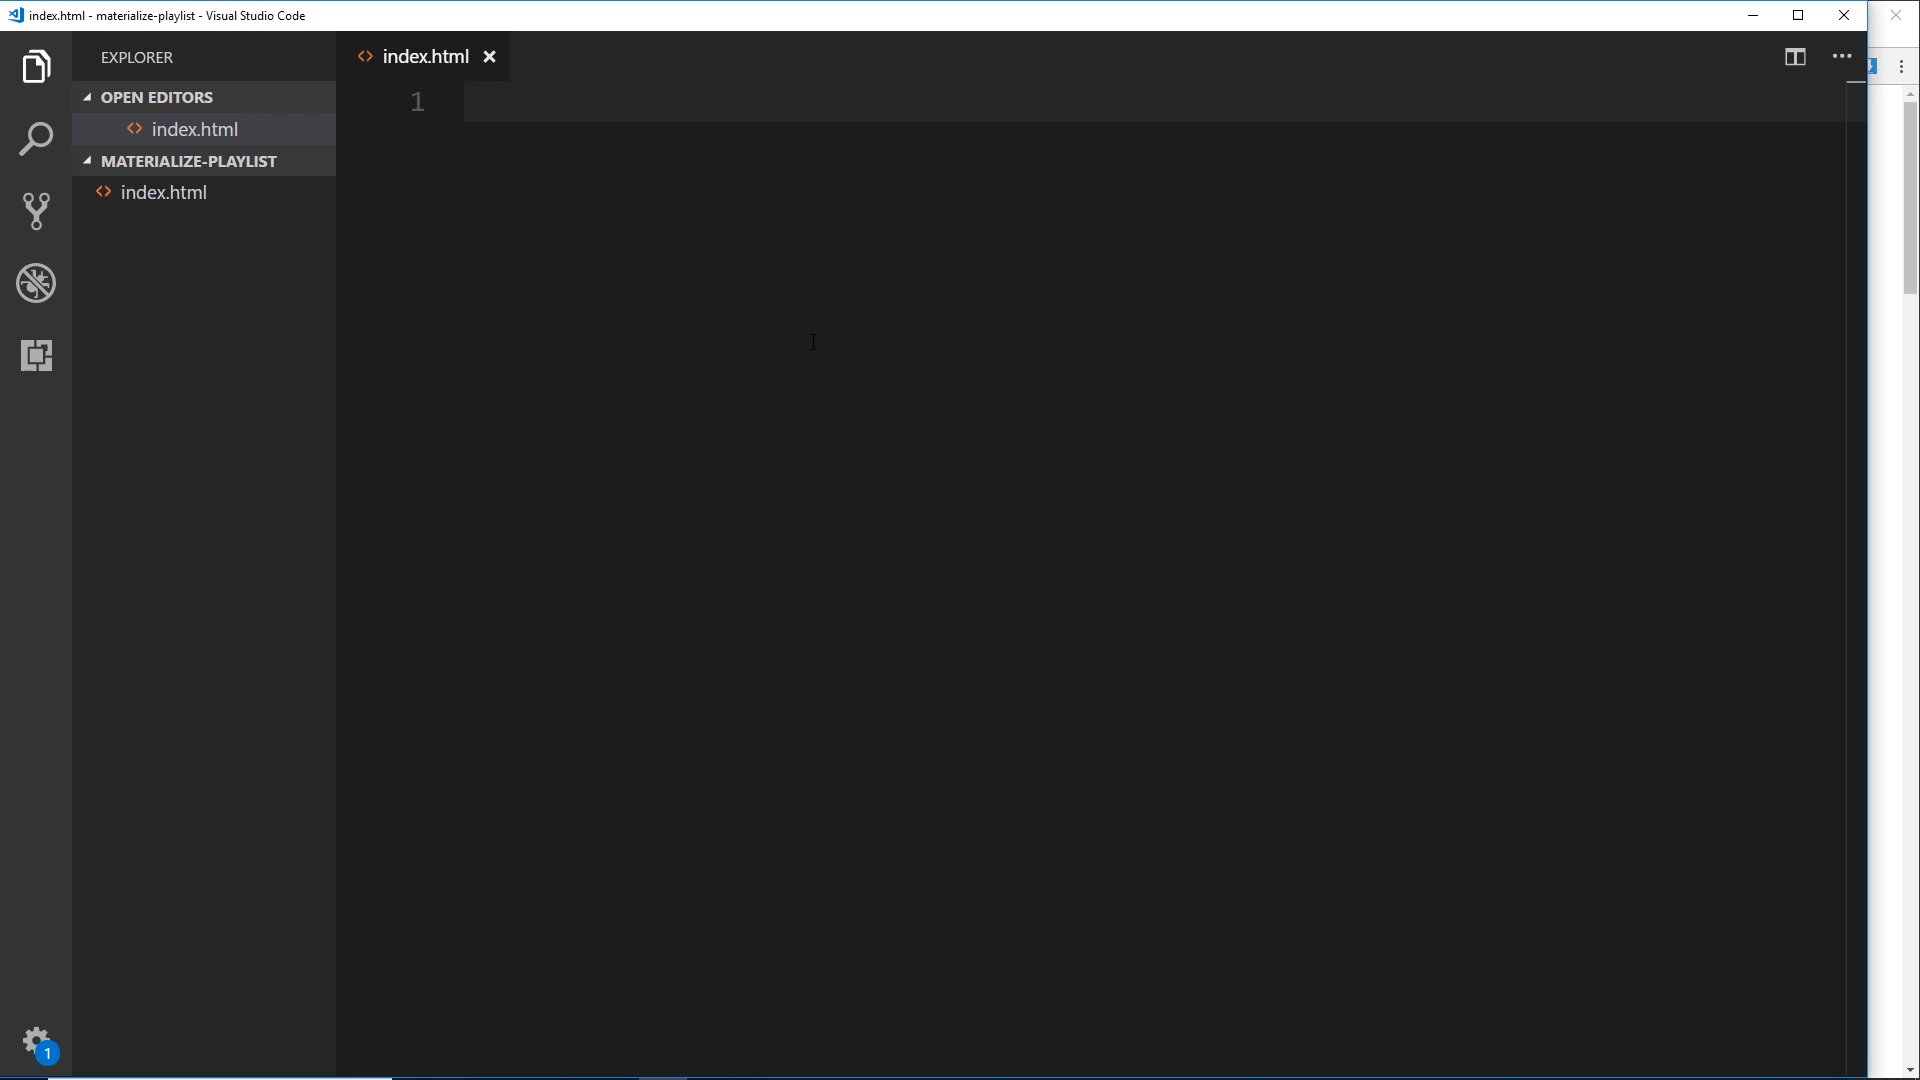 index.html - materialize-playlist - Visual Studio Code
EXPLORER
index.html
OPEN EDITORS
1
index.html
MATERIALIZE-PLAYLIST
index.html
1